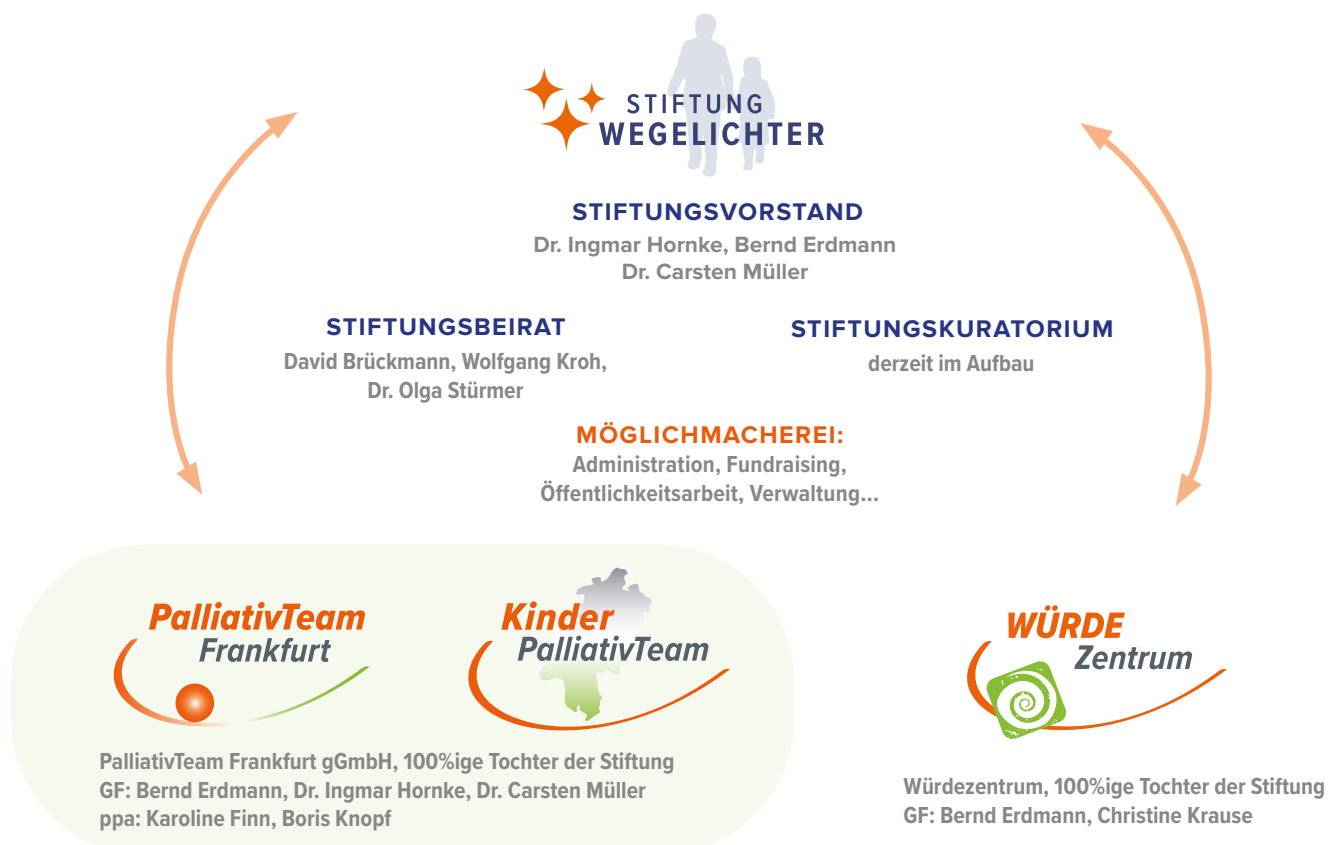 STIFTUNG
WEGELICHTER
STIFTUNGSVORSTAND
Dr. Ingmar Hornke, Bernd Erdmann
Dr. Carsten Müller
STIFTUNGSBEIRAT
David Brückmann, Wolfgang Kroh,
Dr. Olga Stürmer
STIFTUNGSKURATORIUM
derzeit im Aufbau
MÖGLICHMACHEREI:
Administration, Fundraising,
Öffentlichkeitsarbeit, Verwaltung...
PalliativTeam
Frankfurt
Kinder
PalliativTeam
PalliativTeam Frankfurt gGmbH, 100%ige Tochter der Stiftung
GF: Bernd Erdmann, Dr. Ingmar Hornke, Dr. Carsten Müller
ppa: Karoline Finn, Boris Knopf
WÜRDE
Zentrum
Würdezentrum, 100%ige Tochter der Stiftung
GF: Bernd Erdmann, Christine Krause